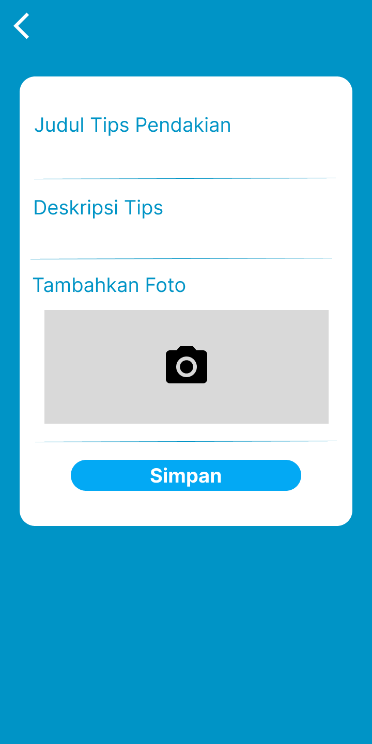 Judul Tips Pendakian
Deskripsi Tips
Tambahkan Foto
Simpan